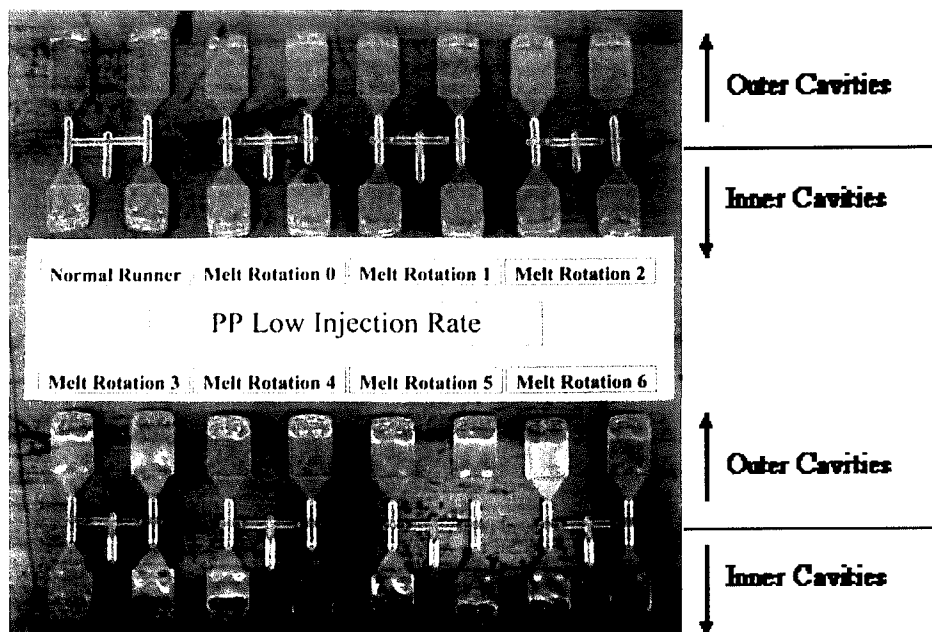 Outer Cavities
Inner Cavities
Normal Runner Melt Rotation 0 Melt Rotation 1 Melt Rotation 2
PP Low Injection Rate
Melt Rotation 3 Melt Rotation 4 Melt Rotation 5 Melt Rotation 6
Outer Cavities
Inner Cavities